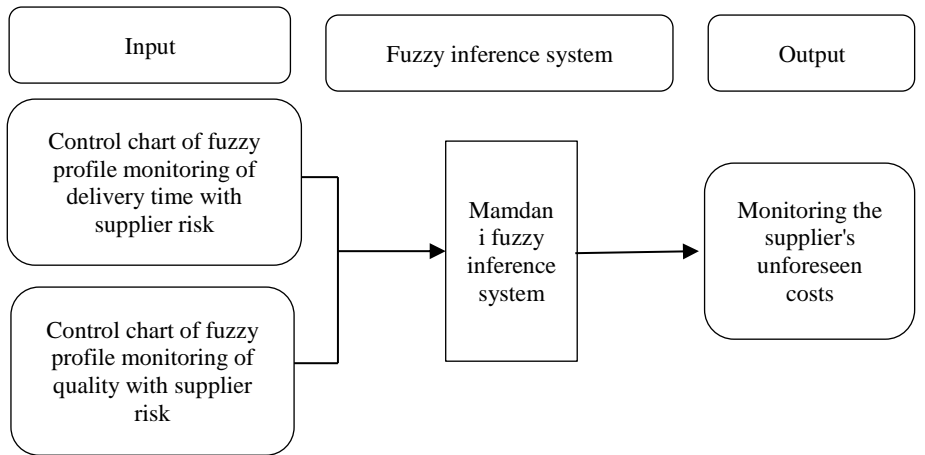 Input
Fuzzy inference system
Output
Control chart of fuzzy
profile monitoring of
delivery time with
supplier risk
Control chart of fuzzy
profile monitoring of
quality with supplier
risk
Mamdan
i fuzzy
inference
system
Monitoring the
supplier's
unforeseen
costs